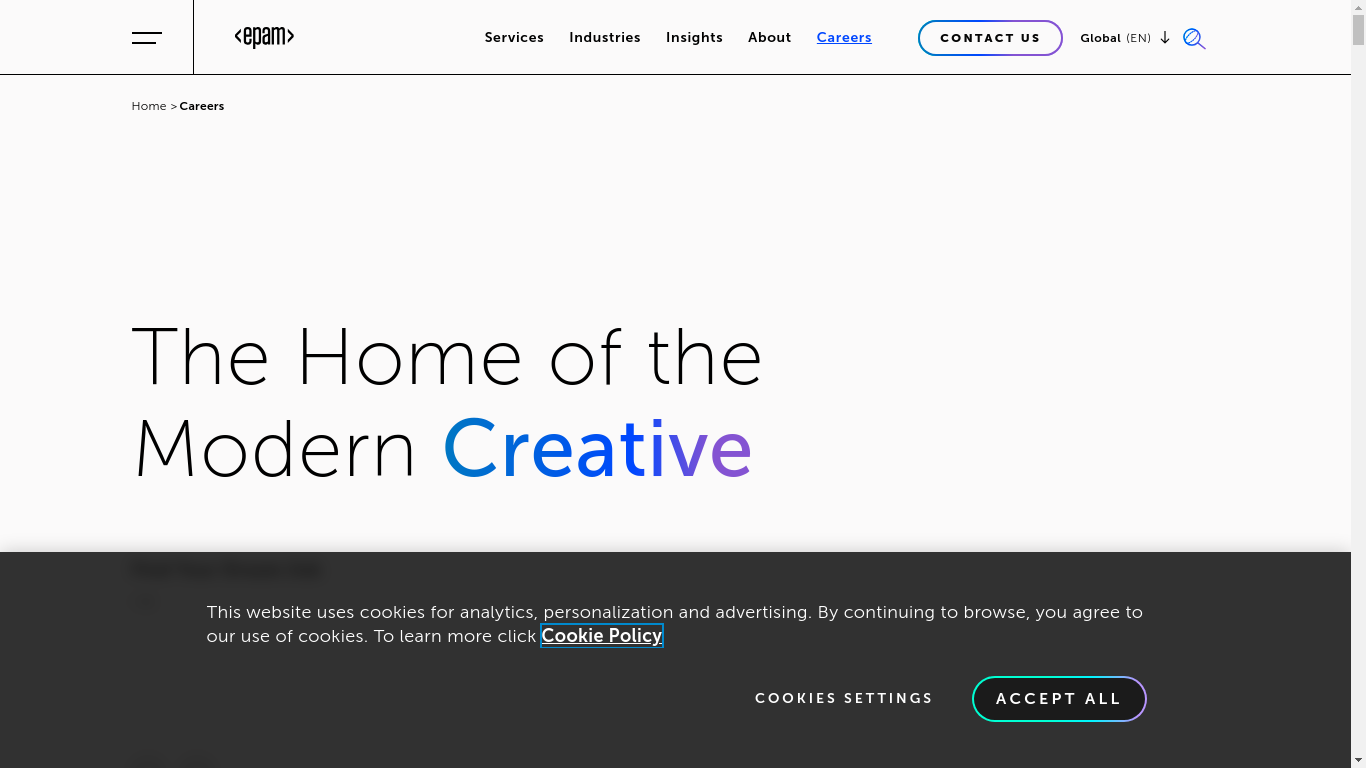 <epam>
Services
Industries
Insights
About
Careers
CONTACT US
Global (EN)
Home > Careers
The Home of the
Modern Creative
This website uses cookies for analytics, personalization and advertising. By continuing to browse, you agree to
our use of cookies. To learn more click Cookie Policy
COOKIES SETTINGS
ACCEPT ALL